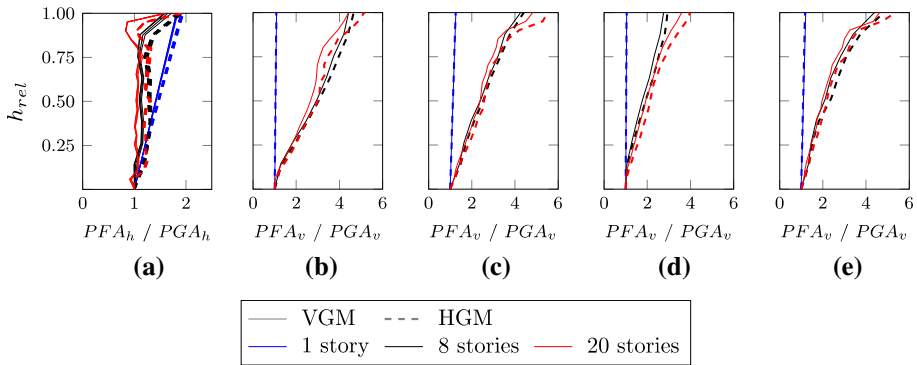 1.00
0.75
0.50
0.25
h_{rel}
0 1 2
0 2 4 6
0 2 4 6
0 2 4 6
0 2 4 6
PFA_h / PGA_h
PFA_v / PGA_v
PFA_v / PGA_v
PFA_v / PGA_v
PFA_v / PGA_v
(a) (b) (c) (d) (e)
VGM HGM
1 story 8 stories 20 stories